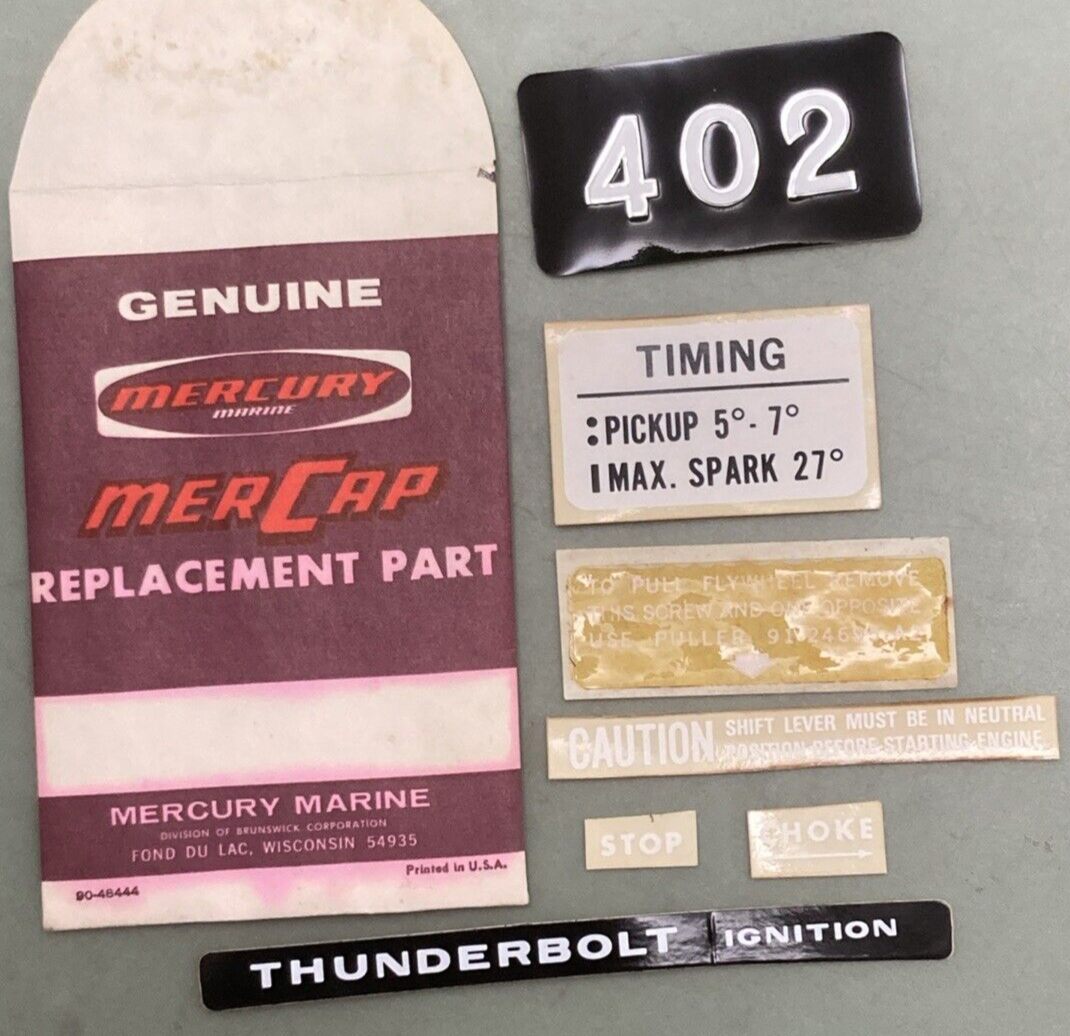 GENUINE
MERCURY
MARINE
MERCAP
REPLACEMENT PART
MERCURY MARINE
DIVISION OF BRUNSWICK CORPORATION
FOND DU LAC, WISCONSIN 54935
Printed in U.S.A.
90-48444
402
TIMING
:PICKUP 5°- 7°
I MAX. SPARK 27°
TO PULL FLYWHEEL REMOVE
THIS SCREW AND ONE OPPOSITE
USE PULLER
CAUTION SHIFT LEVER MUST BE IN NEUTRAL
POSITION BEFORE STARTING ENGINE
STOP
CHOKE
THUNDERBOLT IGNITION